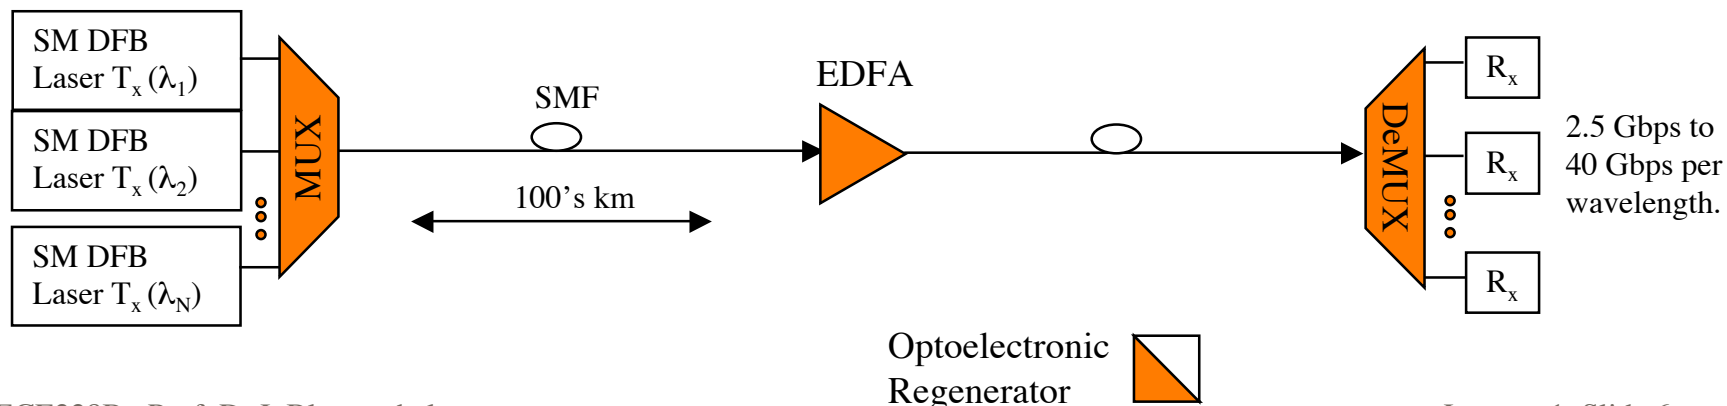 SM DFB
Laser Tx (λ1)
SM DFB
Laser Tx (λ2)
SM DFB
Laser Tx (λN)
MUX
SMF
100's km
EDFA
DeMUX
Rx
Rx
Rx
2.5 Gbps to
40 Gbps per
wavelength.
Optoelectronic
Regenerator